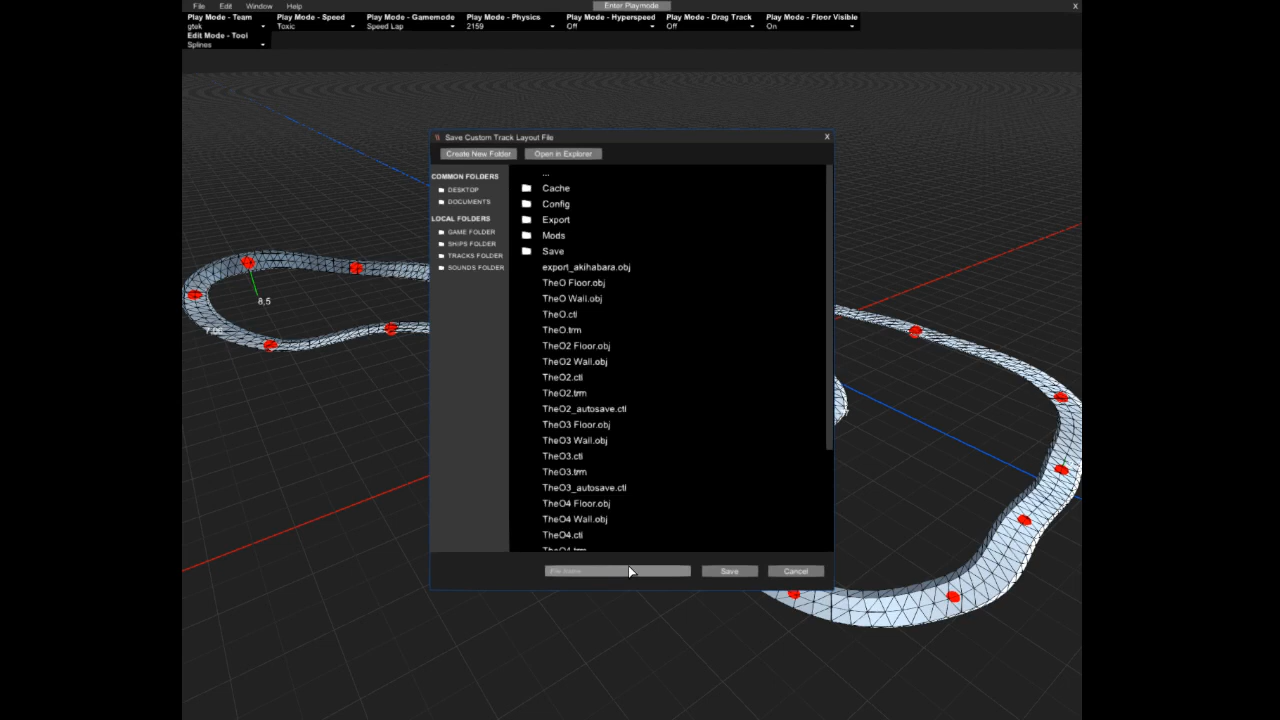 File Edit Window Help Enter Playmode X
Play Mode - Team Play Mode - Speed Play Mode - Gamemode Play Mode - Physics Play Mode - Hyperspeed Play Mode - Drag Track Play Mode - Floor Visible
gtek Toxic Speed Lap 2159 Off Off On
Edit Mode - Tool
Splines
Save Custom Track Layout File X
Create New Folder Open in Explorer
COMMON FOLDERS
DESKTOP
DOCUMENTS
LOCAL FOLDERS
GAME FOLDER
SHIPS FOLDER
TRACKS FOLDER
SOUNDS FOLDER
...
Cache
Config
Export
Mods
Save
export_akihabara.obj
TheO Floor.obj
TheO Wall.obj
TheO.ctl
TheO.trm
TheO2 Floor.obj
TheO2 Wall.obj
TheO2.ctl
TheO2.trm
TheO2_autosave.ctl
TheO3 Floor.obj
TheO3 Wall.obj
TheO3.ctl
TheO3.trm
TheO3_autosave.ctl
TheO4 Floor.obj
TheO4 Wall.obj
TheO4.ctl
TheO4.trm
File Name Save Cancel
8,5